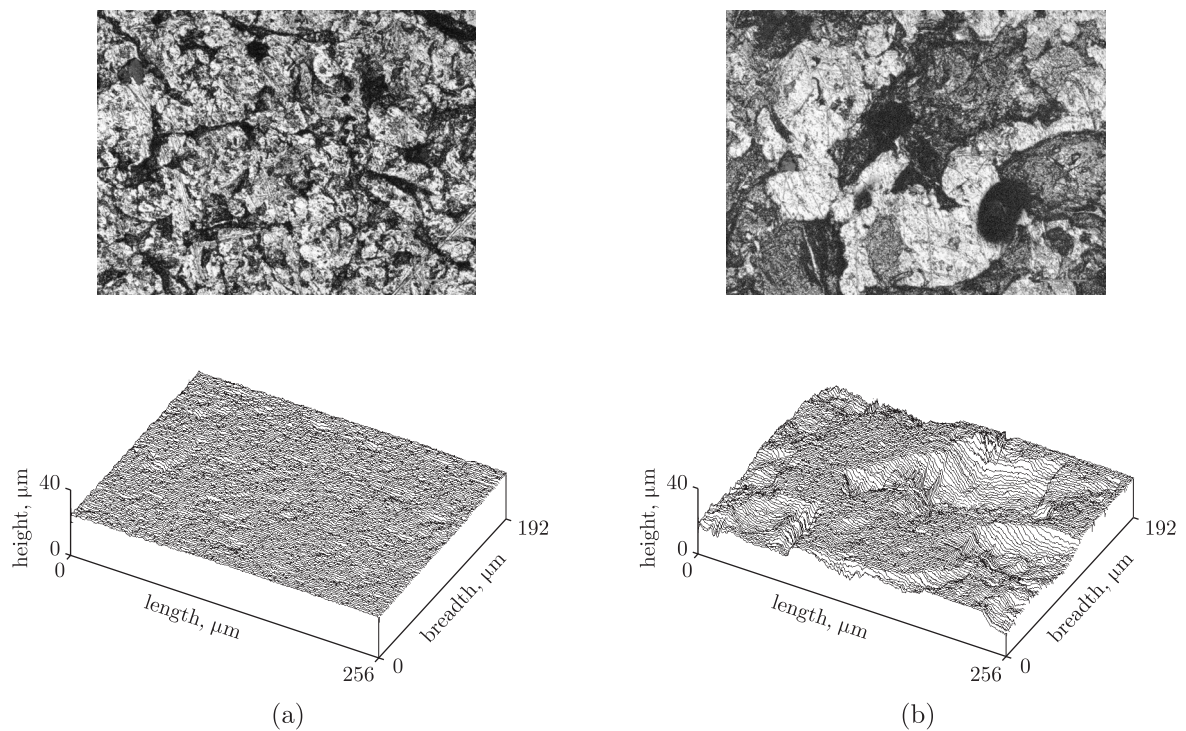 40
height, μm
0
0
length, μm
256
0
breadth, μm
192
(a)
40
height, μm
0
0
length, μm
256
0
breadth, μm
192
(b)